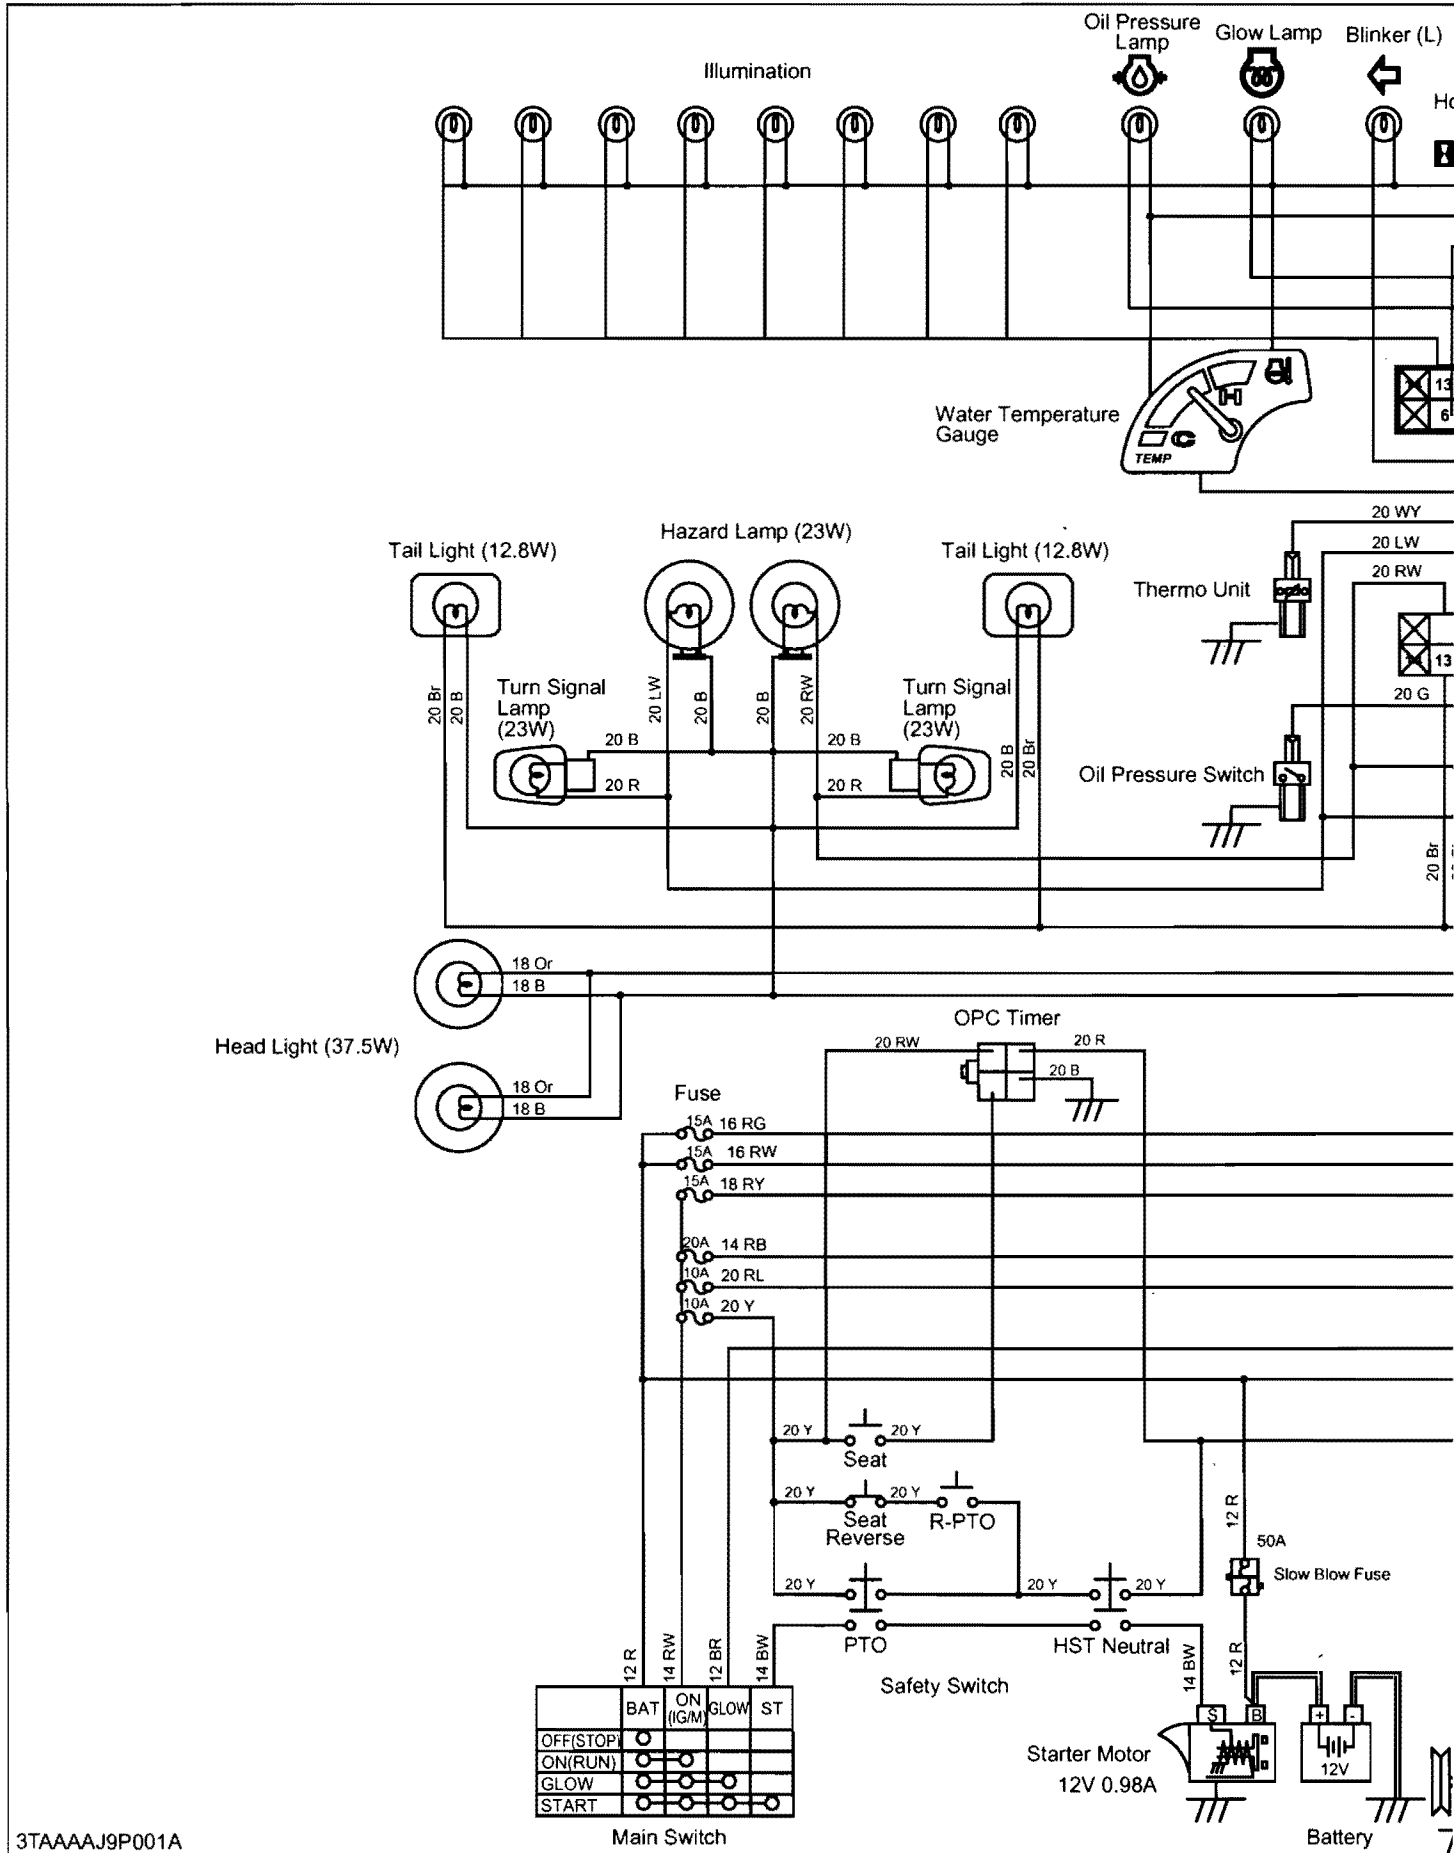 Oil Pressure
Lamp
Glow Lamp
Blinker (L)
Illumination
13
6
Water Temperature
Gauge
C
H
TEMP
20 WY
20 LW
20 RW
Hazard Lamp (23W)
Tail Light (12.8W)
Tail Light (12.8W)
Thermo Unit
13
20 G
20 Br
20 B
Turn Signal
Lamp
(23W)
20 LW
20 B
20 B
20 RW
Turn Signal
Lamp
(23W)
20 B
20 B
20 B
20 Br
20 R
20 R
Oil Pressure Switch
20 Br
18 Or
18 B
Head Light (37.5W)
18 Or
18 B
OPC Timer
20 RW
20 R
20 B
Fuse
15A 16 RG
15A 16 RW
15A 18 RY
20A 14 RB
10A 20 RL
10A 20 Y
20 Y
20 Y
Seat
20 Y
20 Y
Seat
Reverse
R-PTO
12 R
50A
Slow Blow Fuse
20 Y
20 Y
20 Y
PTO
HST Neutral
12 R
14 RW
12 BR
14 BW
14 BW
12 R
Safety Switch
BAT
ON
(IG/M)
GLOW
ST
OFF(STOP)
ON(RUN)
GLOW
START
S
B
+
-
Starter Motor
12V 0.98A
12V
Main Switch
Battery
3TAAAAJ9P001A